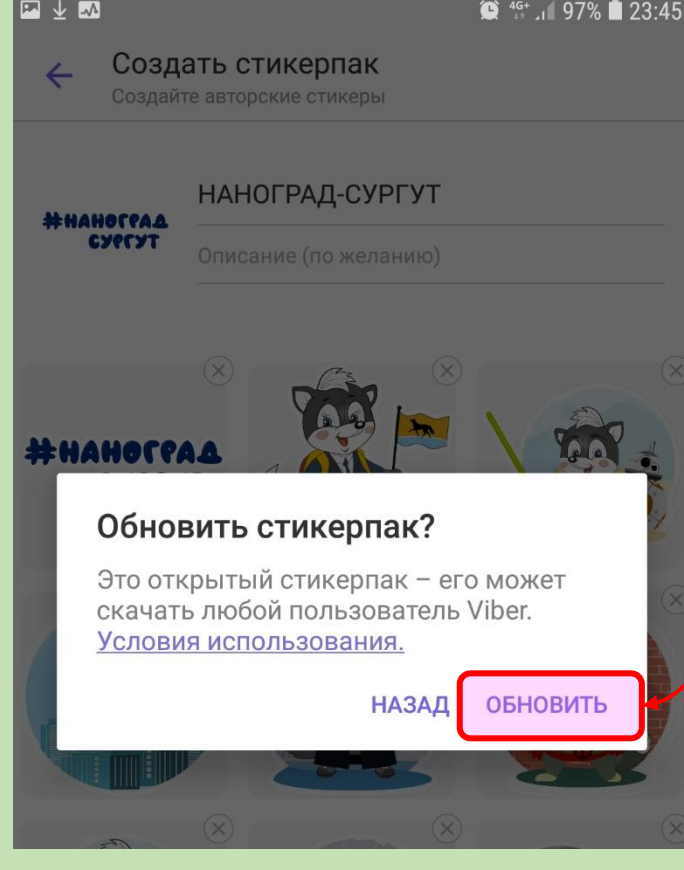 4G+ 97% 23:45
Создать стикерпак
Создайте авторские стикеры
НАНОГРАД-СУРГУТ
#НАНОГРАД
СУРГУТ
Описание (по желанию)
#НАНОГРАД
Обновить стикерпак?
Это открытый стикерпак – его может
скачать любой пользователь Viber.
Условия использования.
НАЗАД ОБНОВИТЬ